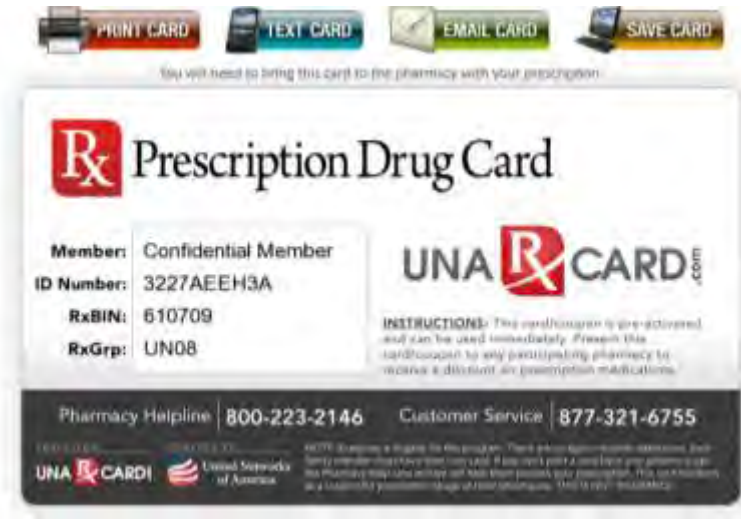 PRINT CARD
TEXT CARD
EMAIL CARD
SAVE CARD
You will need to bring this card to the pharmacy with your prescription.
Rx Prescription Drug Card
Member: Confidential Member
ID Number: 3227AEEH3A
RxBIN: 610709
RxGrp: UN08
UNA Rx CARD.com
INSTRUCTIONS: This card/coupon is pre-activated
and can be used immediately. Present this
card/coupon to any participating pharmacy to
receive a discount on prescription medications.
Pharmacy Helpline 800-223-2146
Customer Service 877-321-6755
UNA Rx CARD
United Networks
of America
THIS IS NOT INSURANCE.